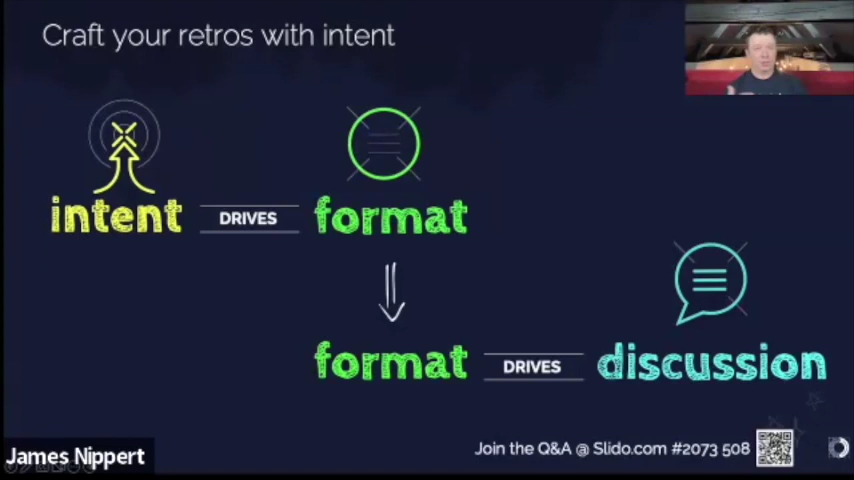 Craft your retros with intent
intent DRIVES format
format DRIVES discussion
Join the Q&A @ Slido.com #2073 508
James Nippert